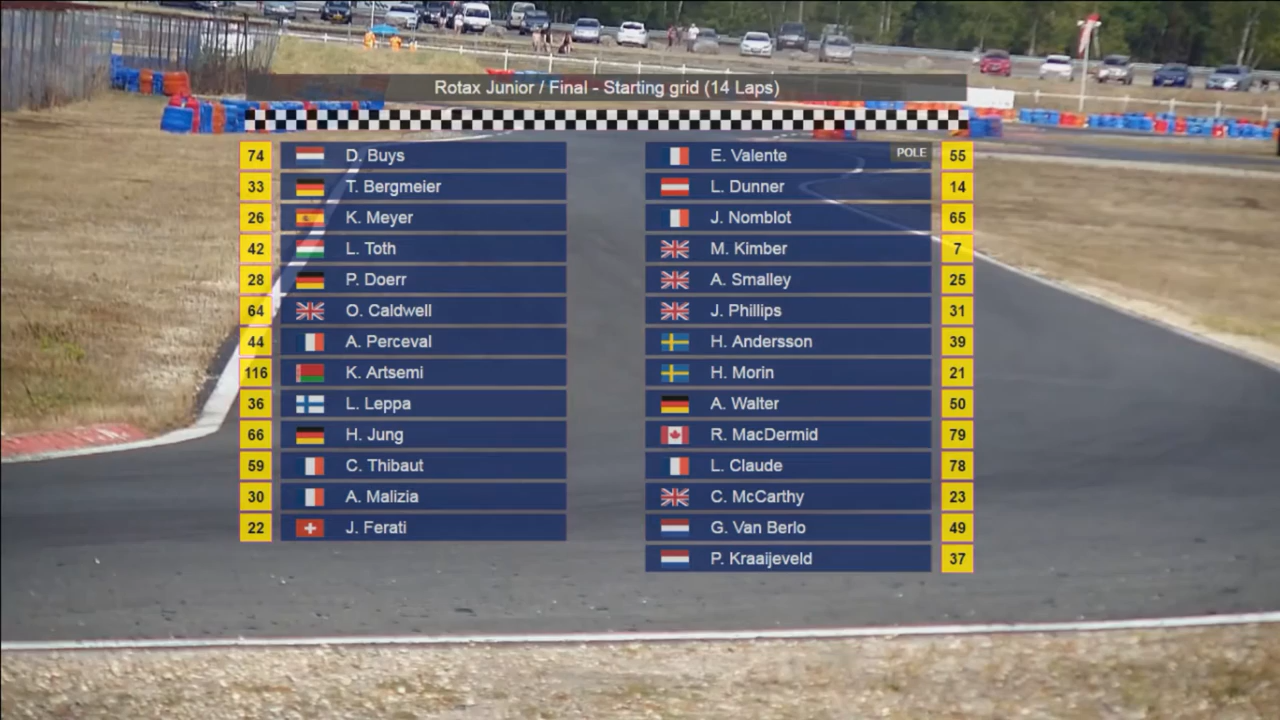 Rotax Junior / Final - Starting grid (14 Laps)
74 D. Buys
E. Valente POLE 55
33 T. Bergmeier
L. Dunner 14
26 K. Meyer
J. Nomblot 65
42 L. Toth
M. Kimber 7
28 P. Doerr
A. Smalley 25
64 O. Caldwell
J. Phillips 31
44 A. Perceval
H. Andersson 39
116 K. Artsemi
H. Morin 21
36 L. Leppa
A. Walter 50
66 H. Jung
R. MacDermid 79
59 C. Thibaut
L. Claude 78
30 A. Malizia
C. McCarthy 23
22 J. Ferati
G. Van Berlo 49
P. Kraaijeveld 37